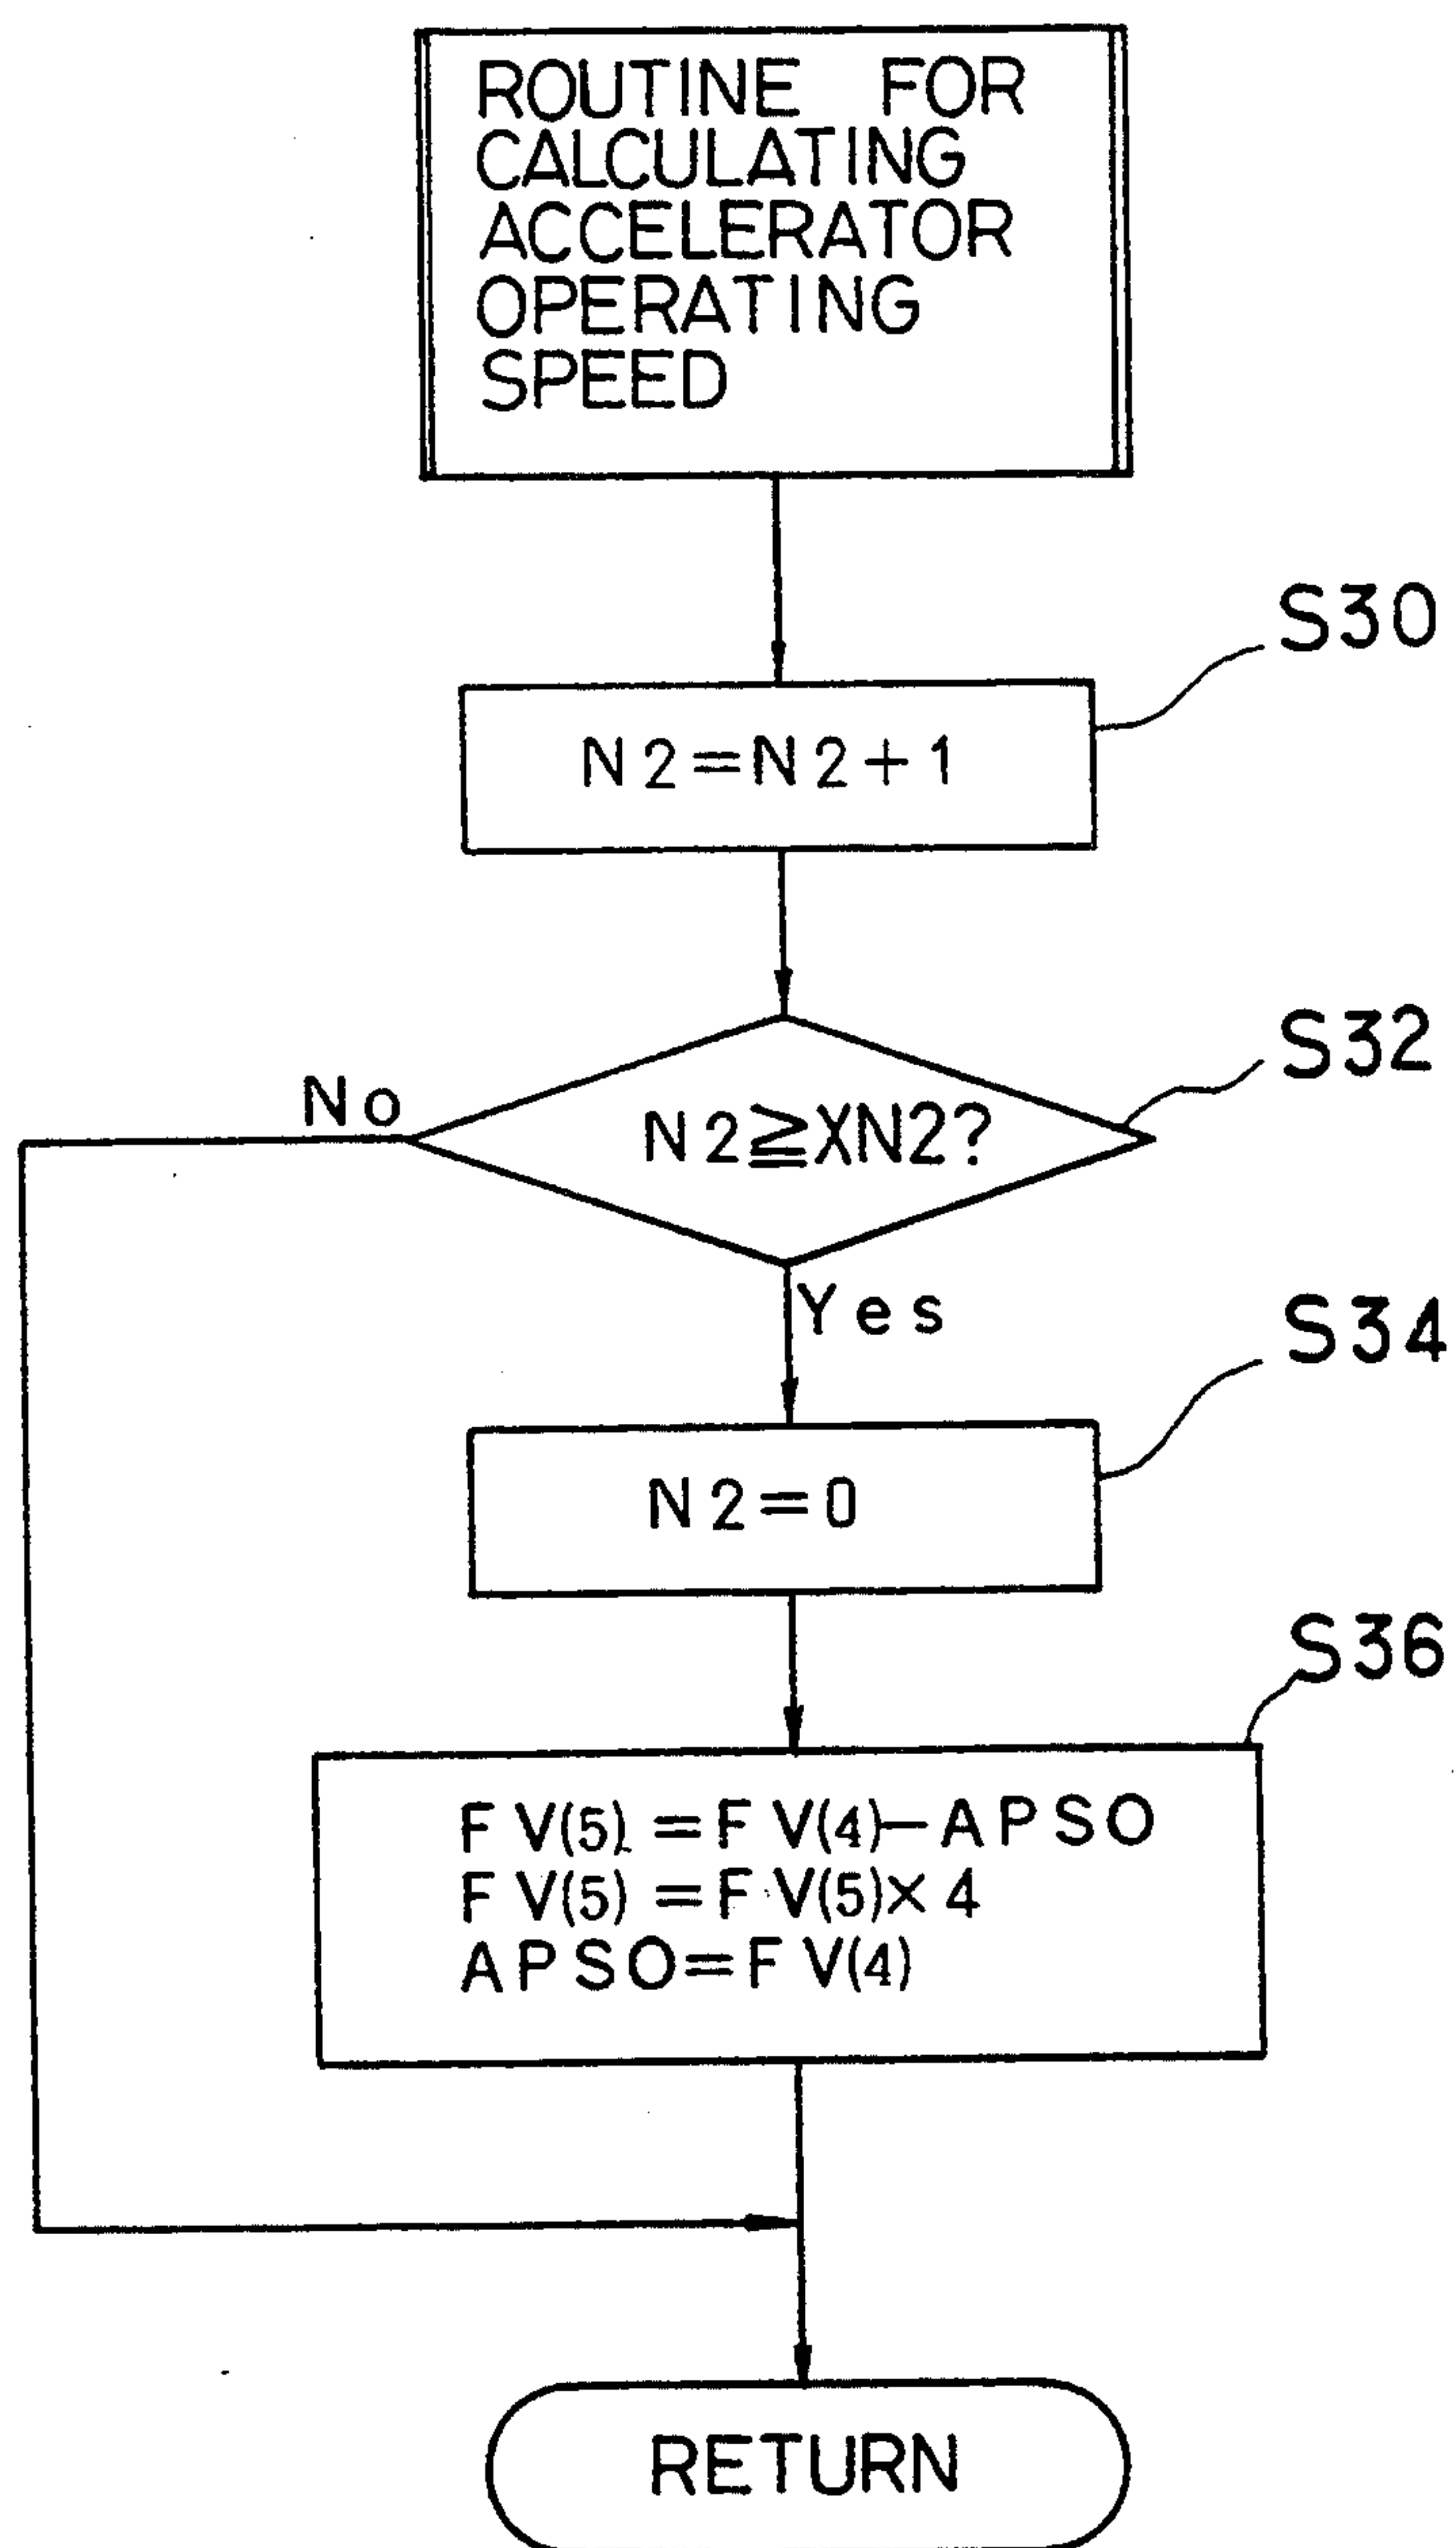 ROUTINE FOR
CALCULATING
ACCELERATOR
OPERATING
SPEED
S30
N2=N2+1
S32
No
N2≧XN2?
Yes
S34
N2=0
S36
FV(5)=FV(4)-APSO
FV(5)=FV(5)×4
APSO=FV(4)
RETURN